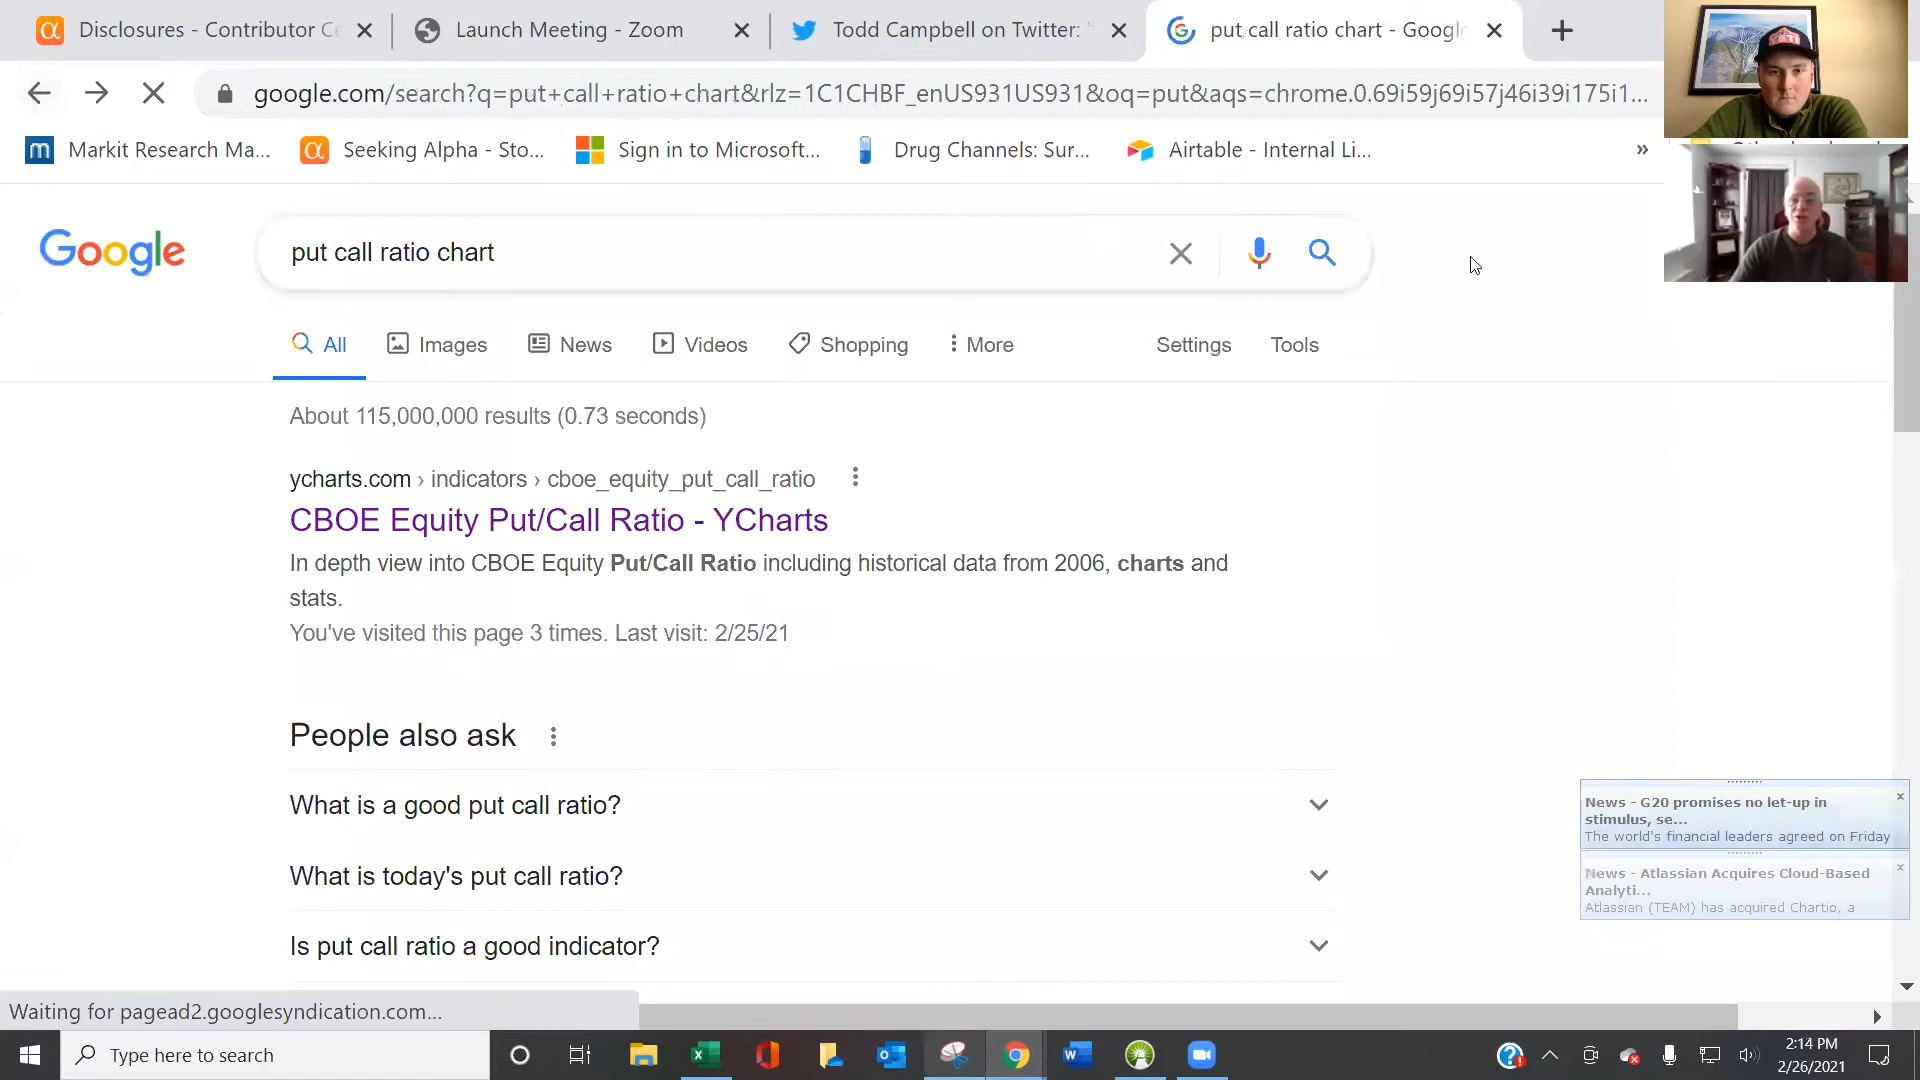 Disclosures - Contributor Ce
Launch Meeting - Zoom
Todd Campbell on Twitter: "
put call ratio chart - Google
google.com/search?q=put+call+ratio+chart&rlz=1C1CHBF_enUS931US931&oq=put&aqs=chrome.0.69i59j69i57j46i39i175i1...
YETI
Markit Research Ma...
Seeking Alpha - Sto...
Sign in to Microsoft...
Drug Channels: Sur...
Airtable - Internal Li...
»
Google
put call ratio chart
All
Images
News
Videos
Shopping
More
Settings
Tools
About 115,000,000 results (0.73 seconds)
ycharts.com › indicators › cboe_equity_put_call_ratio
CBOE Equity Put/Call Ratio - YCharts
In depth view into CBOE Equity Put/Call Ratio including historical data from 2006, charts and
stats.
You've visited this page 3 times. Last visit: 2/25/21
People also ask
What is a good put call ratio?
What is today's put call ratio?
Is put call ratio a good indicator?
News - G20 promises no let-up in
stimulus, se...
The world's financial leaders agreed on Friday
News - Atlassian Acquires Cloud-Based
Analyti...
Atlassian (TEAM) has acquired Chartio, a
Waiting for pagead2.googlesyndication.com...
Type here to search
2:14 PM
2/26/2021